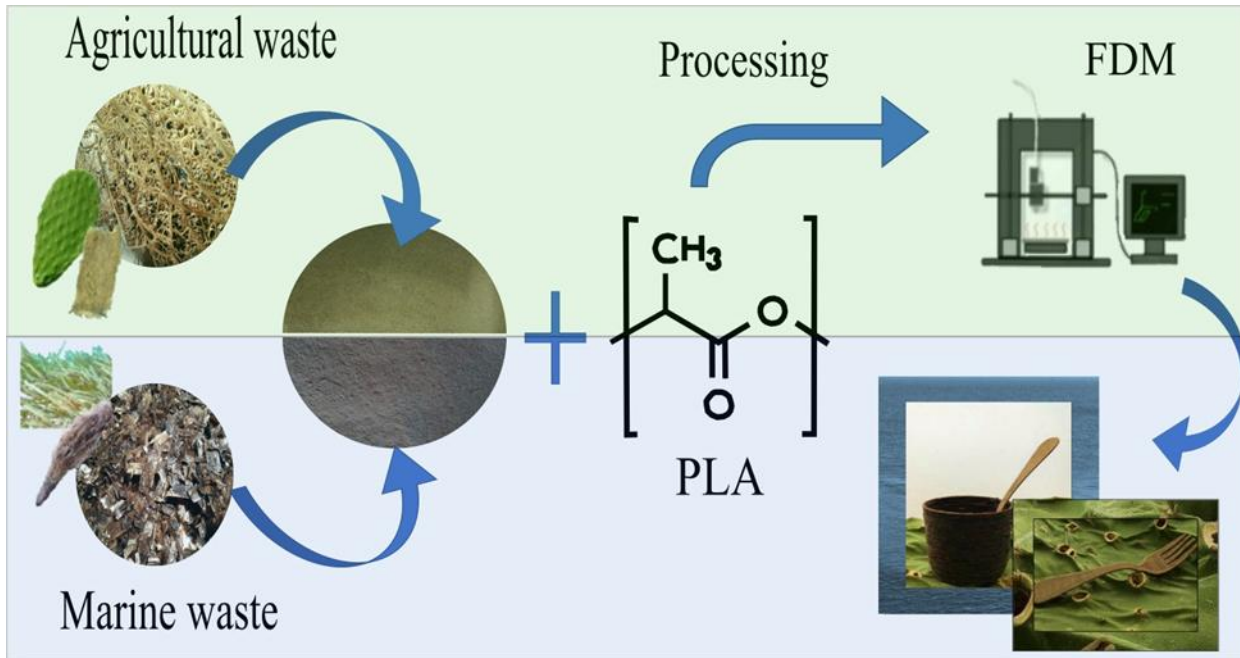 Agricultural waste
Processing
FDM
CH3
O
O
PLA
Marine waste